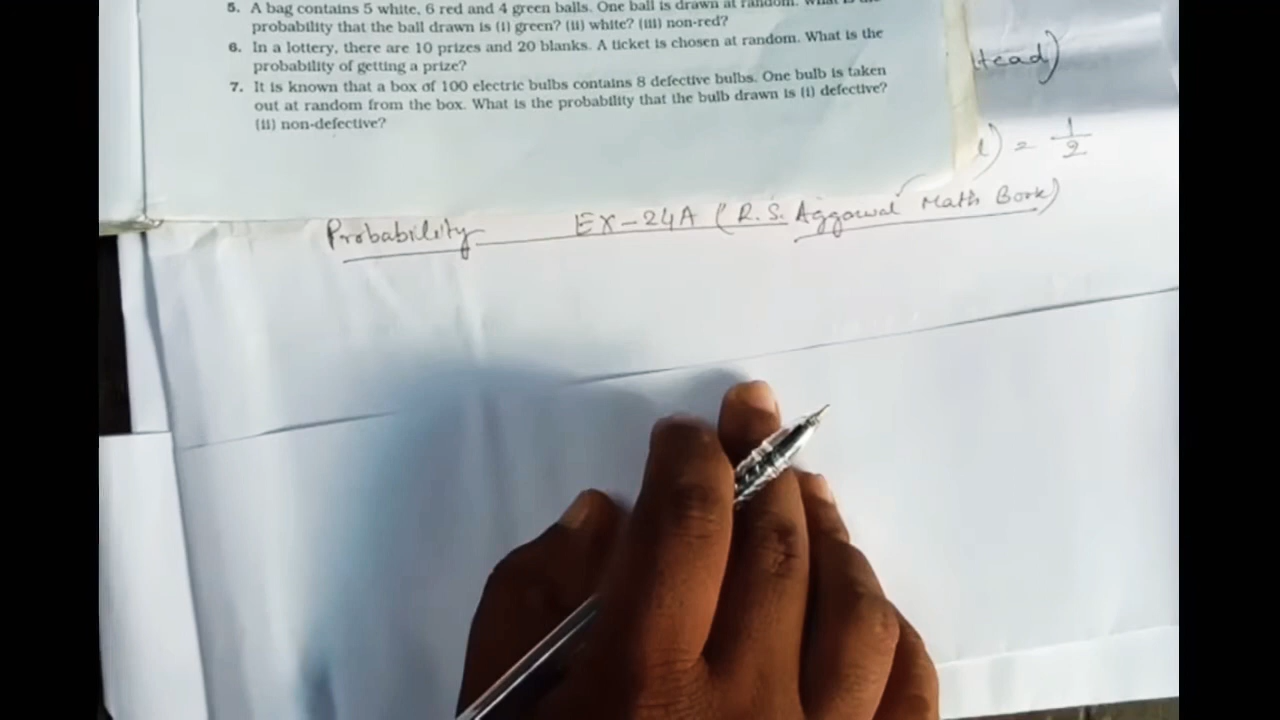 5. A bag contains 5 white, 6 red and 4 green balls. One ball is drawn at random. What is the
probability that the ball drawn is (i) green? (ii) white? (iii) non-red?
6. In a lottery, there are 10 prizes and 20 blanks. A ticket is chosen at random. What is the
probability of getting a prize?
tead)
7. It is known that a box of 100 electric bulbs contains 8 defective bulbs. One bulb is taken
out at random from the box. What is the probability that the bulb drawn is (i) defective?
(ii) non-defective?
) = 1/2
Probability EX-24A (R.S. Aggarwal Math Book)